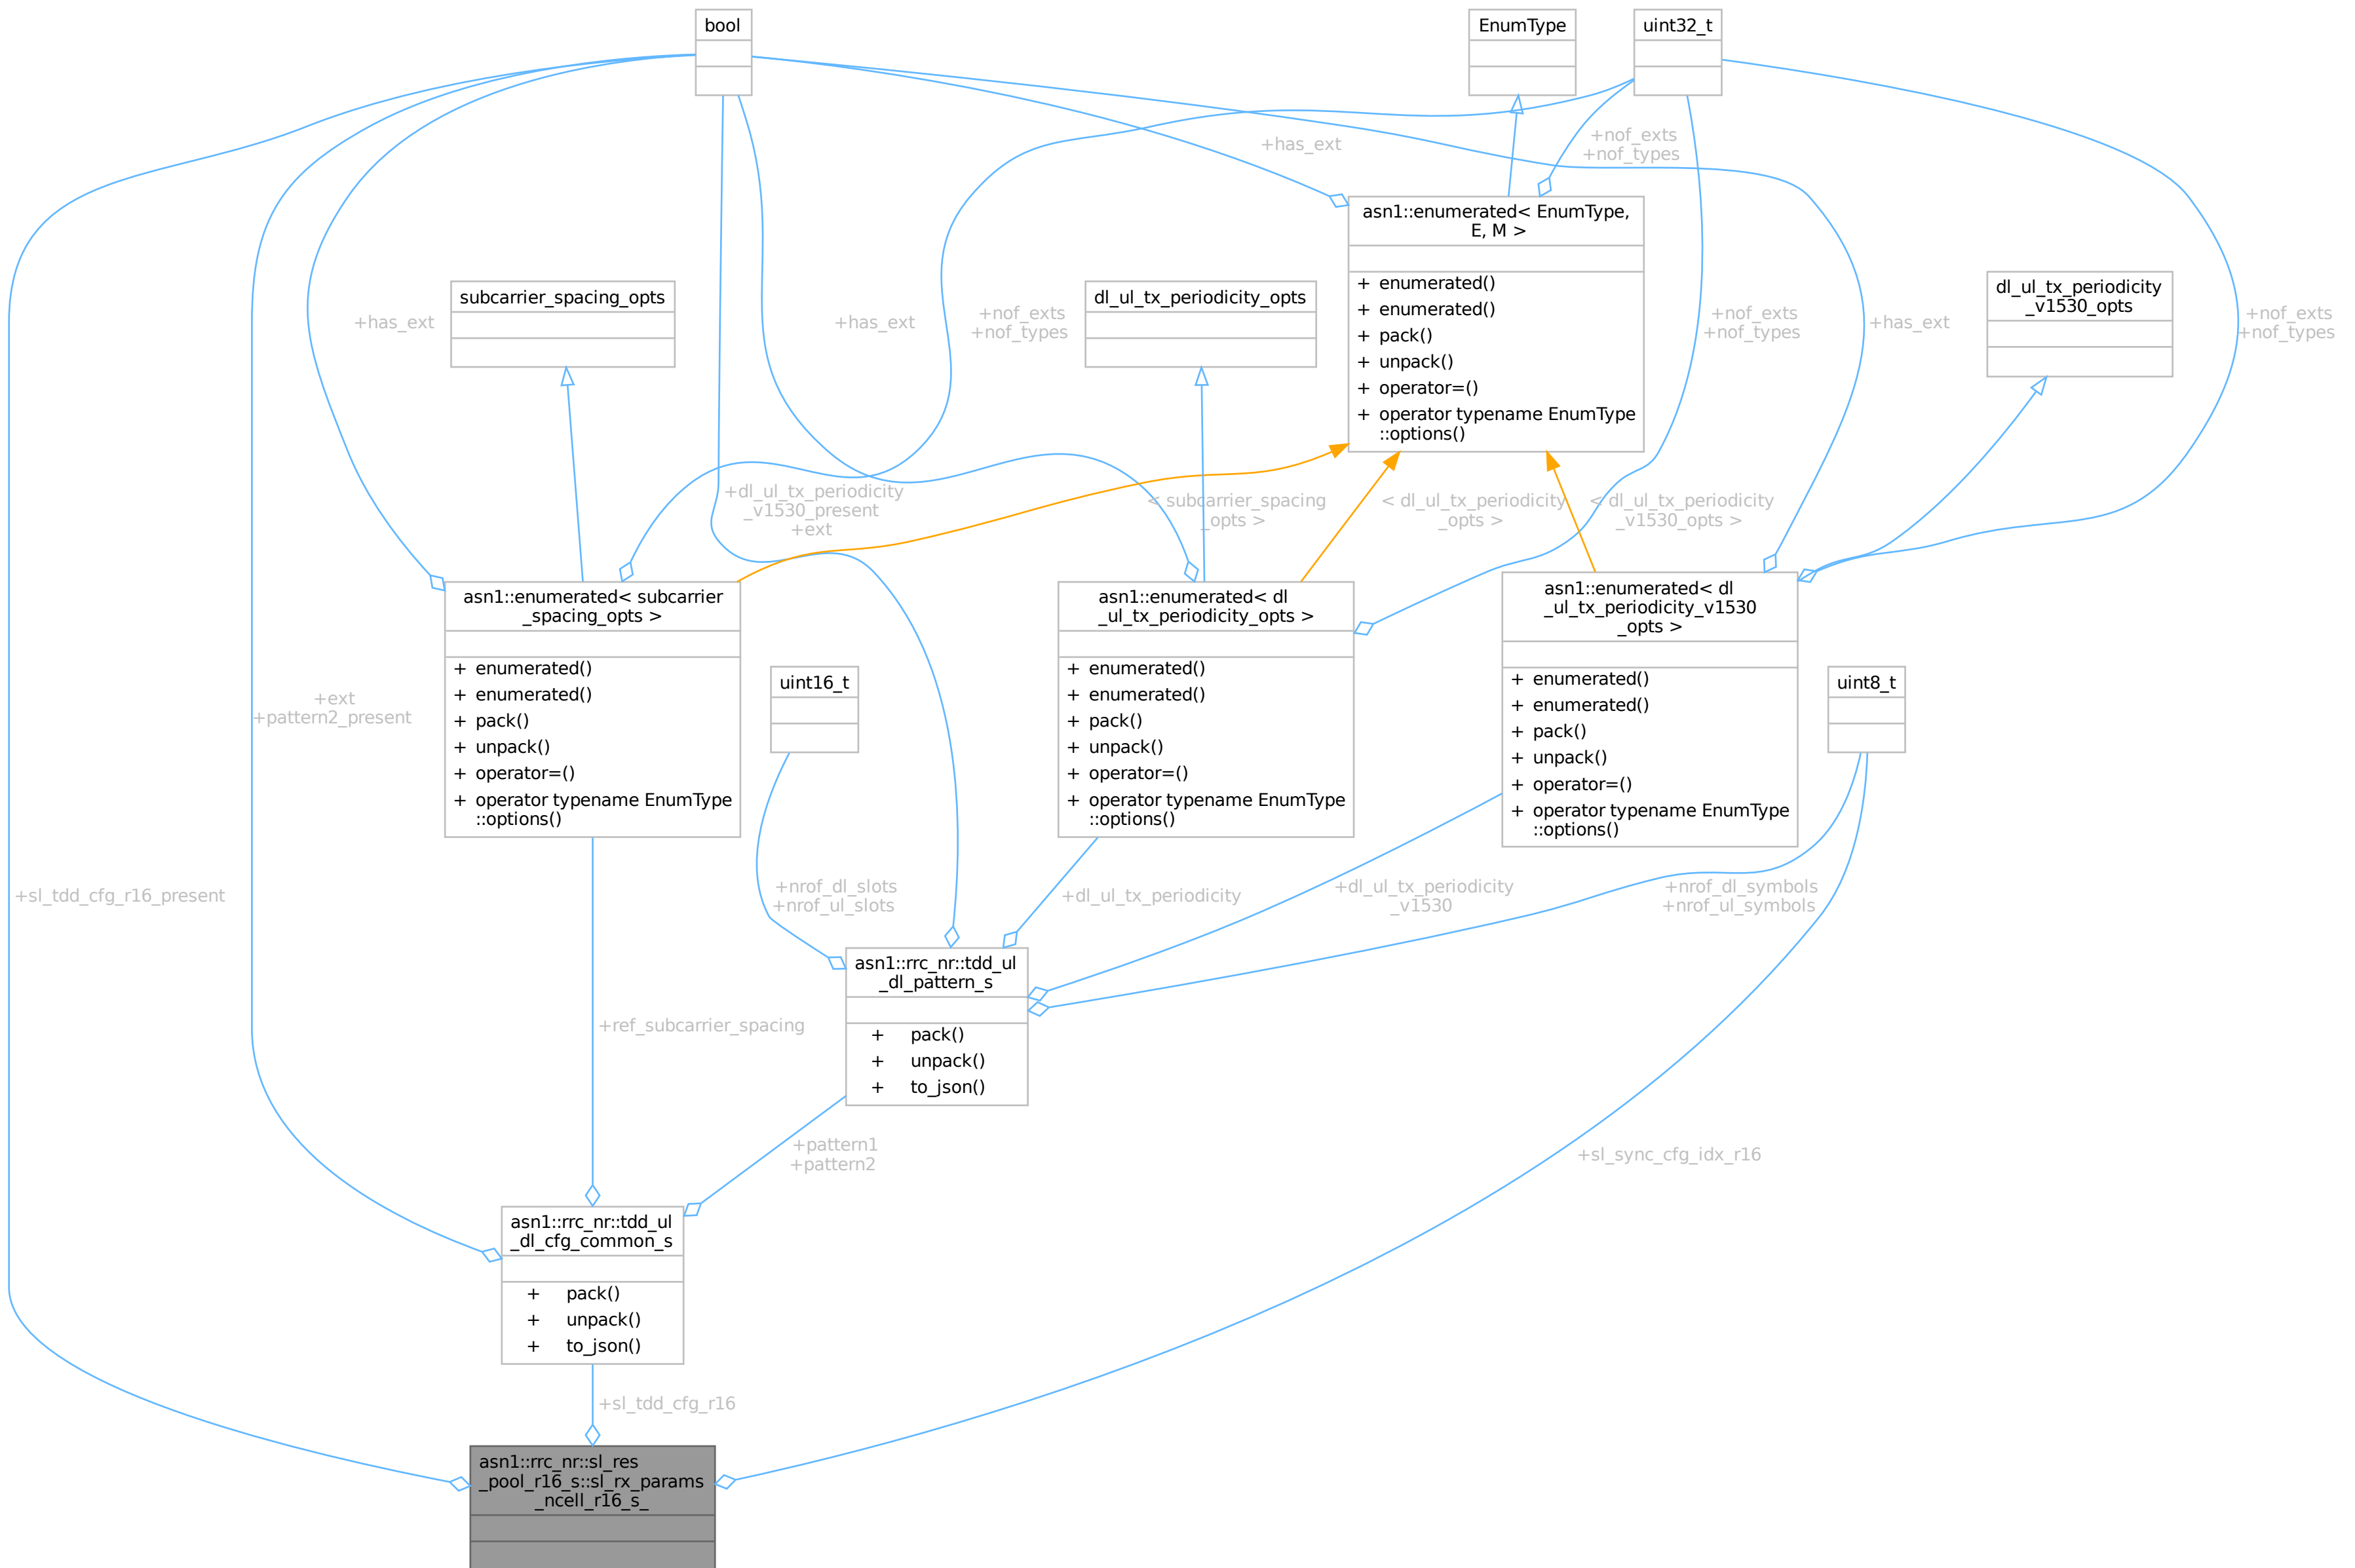 bool
EnumType
uint32_t
+has_ext
+nof_exts
+nof_types
asn1::enumerated< EnumType,
E, M >
+ enumerated()
+ enumerated()
+ pack()
+ unpack()
+ operator=()
+ operator typename EnumType
::options()
subcarrier_spacing_opts
dl_ul_tx_periodicity_opts
dl_ul_tx_periodicity
_v1530_opts
+has_ext
+has_ext
+nof_exts
+nof_types
+nof_exts
+nof_types
+has_ext
+nof_exts
+nof_types
+dl_ul_tx_periodicity
_v1530_present
+ext
< subcarrier_spacing
_opts >
< dl_ul_tx_periodicity
_opts >
< dl_ul_tx_periodicity
_v1530_opts >
asn1::enumerated< subcarrier
_spacing_opts >
+ enumerated()
+ enumerated()
+ pack()
+ unpack()
+ operator=()
+ operator typename EnumType
::options()
asn1::enumerated< dl
_ul_tx_periodicity_opts >
+ enumerated()
+ enumerated()
+ pack()
+ unpack()
+ operator=()
+ operator typename EnumType
::options()
asn1::enumerated< dl
_ul_tx_periodicity_v1530
_opts >
+ enumerated()
+ enumerated()
+ pack()
+ unpack()
+ operator=()
+ operator typename EnumType
::options()
uint16_t
uint8_t
+ext
+pattern2_present
+sl_tdd_cfg_r16_present
+nrof_dl_slots
+nrof_ul_slots
+dl_ul_tx_periodicity
+dl_ul_tx_periodicity
_v1530
+nrof_dl_symbols
+nrof_ul_symbols
asn1::rrc_nr::tdd_ul
_dl_pattern_s
+ pack()
+ unpack()
+ to_json()
+ref_subcarrier_spacing
+pattern1
+pattern2
+sl_sync_cfg_idx_r16
asn1::rrc_nr::tdd_ul
_dl_cfg_common_s
+ pack()
+ unpack()
+ to_json()
+sl_tdd_cfg_r16
asn1::rrc_nr::sl_res
_pool_r16_s::sl_rx_params
_ncell_r16_s_